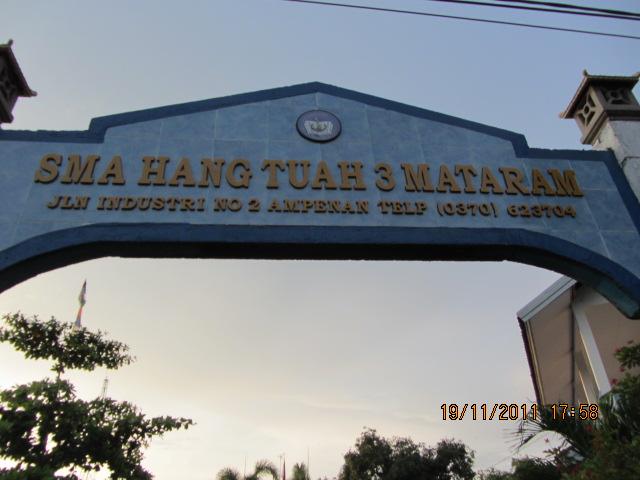 SMA HANG TUAH 3 MATARAM
JLN INDUSTRI NO 2 AMPENAN TELP (0370) 623704
19/11/2011 17:58